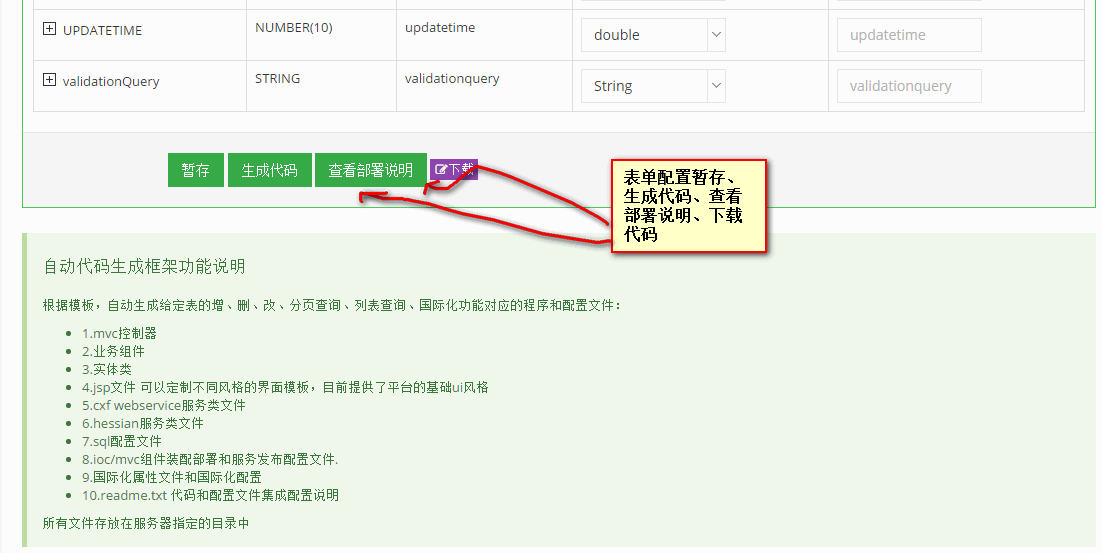 UPDATETIME NUMBER(10) updatetime double updatetime
validationQuery STRING validationquery String validationquery
暂存 生成代码 查看部署说明 下载
表单配置暂存、
生成代码、查看
部署说明、下载
代码
自动代码生成框架功能说明
根据模板，自动生成给定表的增、删、改、分页查询、列表查询、国际化功能对应的程序和配置文件：
1.mvc控制器
2.业务组件
3.实体类
4.jsp文件 可以定制不同风格的界面模板，目前提供了平台的基础ui风格
5.cxf webservice服务类文件
6.hessian服务类文件
7.sql配置文件
8.ioc/mvc组件装配部署和服务发布配置文件.
9.国际化属性文件和国际化配置
10.readme.txt 代码和配置文件集成配置说明
所有文件存放在服务器指定的目录中